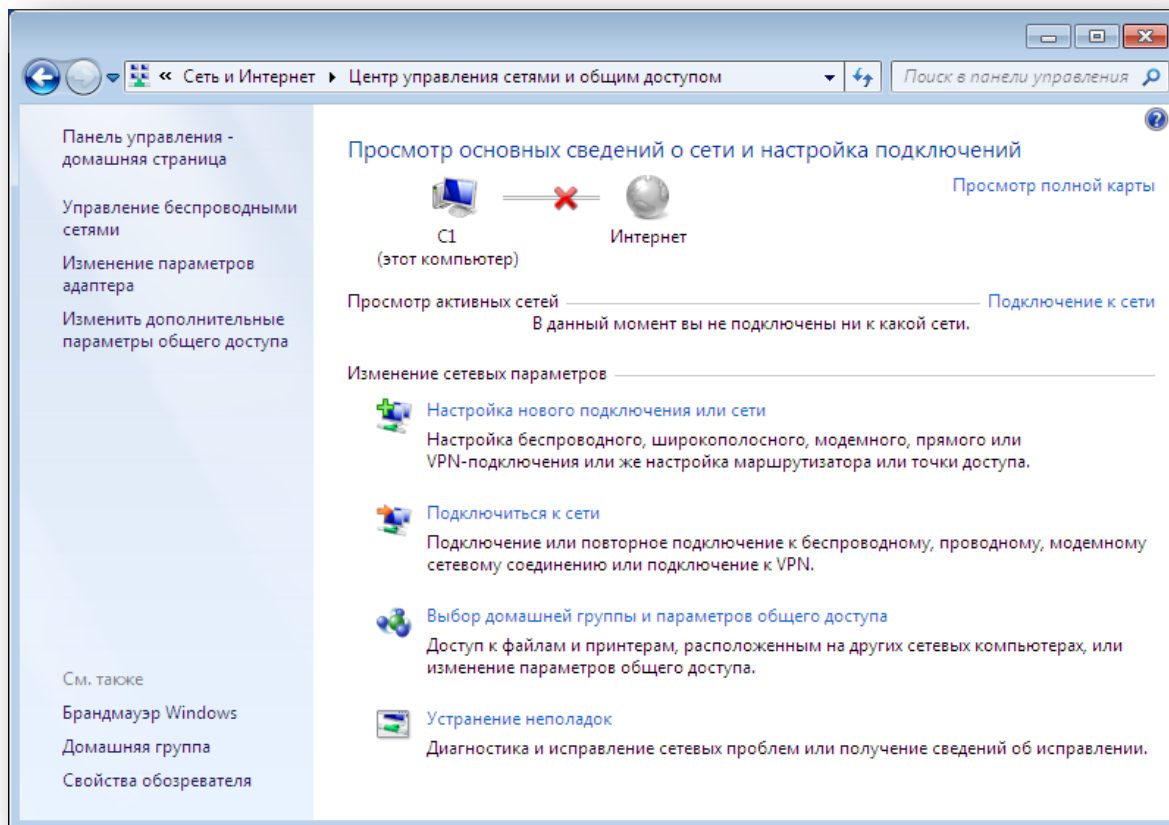 « Сеть и Интернет ▸ Центр управления сетями и общим доступом
Поиск в панели управления
Панель управления -
домашняя страница
Управление беспроводными
сетями
Изменение параметров
адаптера
Изменить дополнительные
параметры общего доступа
См. также
Брандмауэр Windows
Домашняя группа
Свойства обозревателя
Просмотр основных сведений о сети и настройка подключений
Просмотр полной карты
C1
(этот компьютер)
Интернет
Просмотр активных сетей
Подключение к сети
В данный момент вы не подключены ни к какой сети.
Изменение сетевых параметров
Настройка нового подключения или сети
Настройка беспроводного, широкополосного, модемного, прямого или
VPN-подключения или же настройка маршрутизатора или точки доступа.
Подключиться к сети
Подключение или повторное подключение к беспроводному, проводному, модемному
сетевому соединению или подключение к VPN.
Выбор домашней группы и параметров общего доступа
Доступ к файлам и принтерам, расположенным на других сетевых компьютерах, или
изменение параметров общего доступа.
Устранение неполадок
Диагностика и исправление сетевых проблем или получение сведений об исправлении.